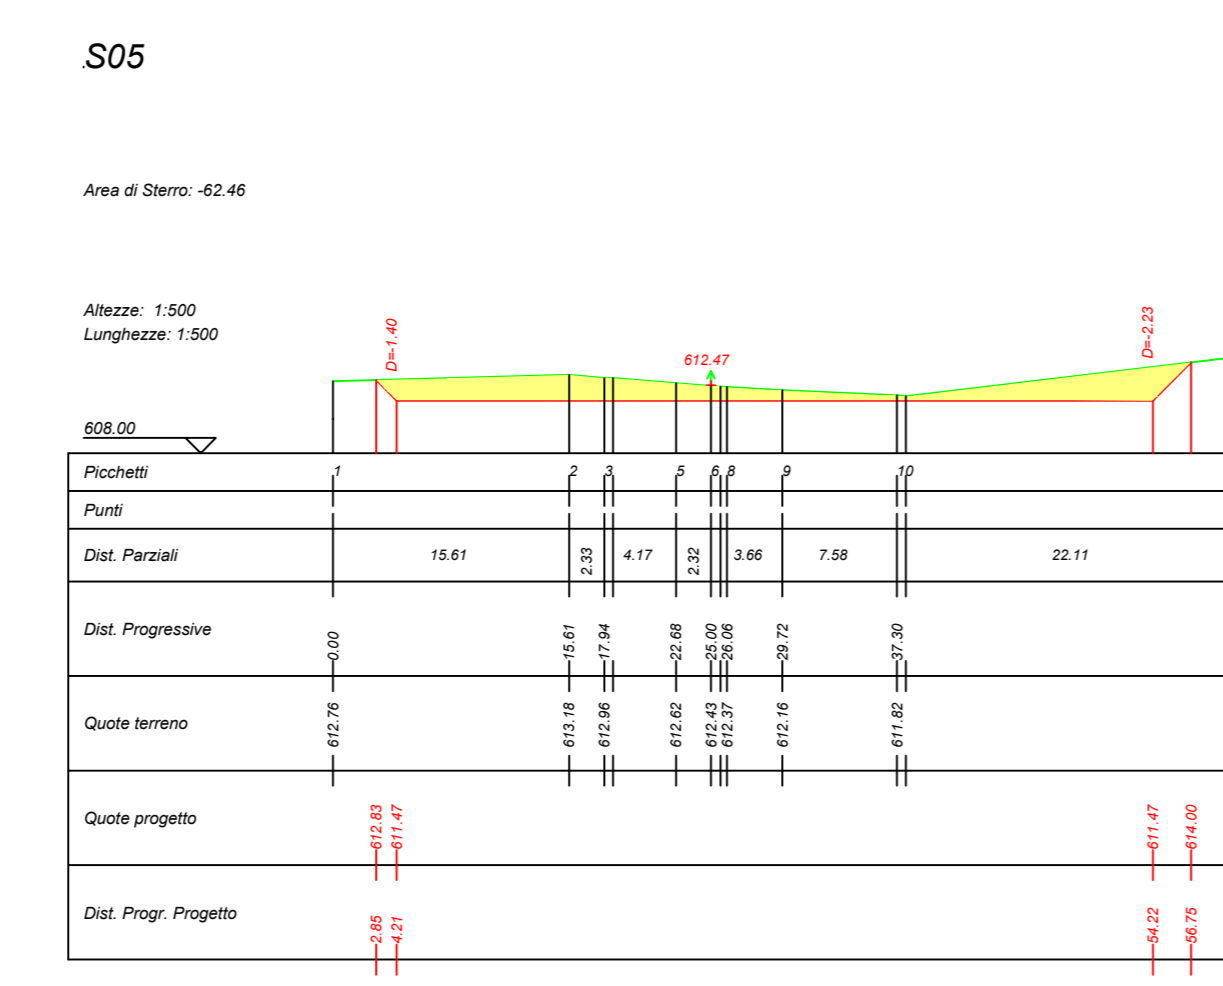 .S05
Area di Sterro: -62.46
Altezze: 1:500
Lunghezze: 1:500
D=-1.40
612.47
D=-2.23
608.00
Picchetti 1 2 3 5 6 8 9 10
Punti
Dist. Parziali 15.61 2.33 4.17 2.32 3.66 7.58 22.11
Dist. Progressive 0.00 15.61 17.94 22.68 25.00 26.06 29.72 37.30
Quote terreno 612.76 613.18 612.96 612.62 612.43 612.37 612.16 611.82
Quote progetto 612.83 611.47 611.47 614.00
Dist. Progr. Progetto 2.85 4.21 54.22 56.75